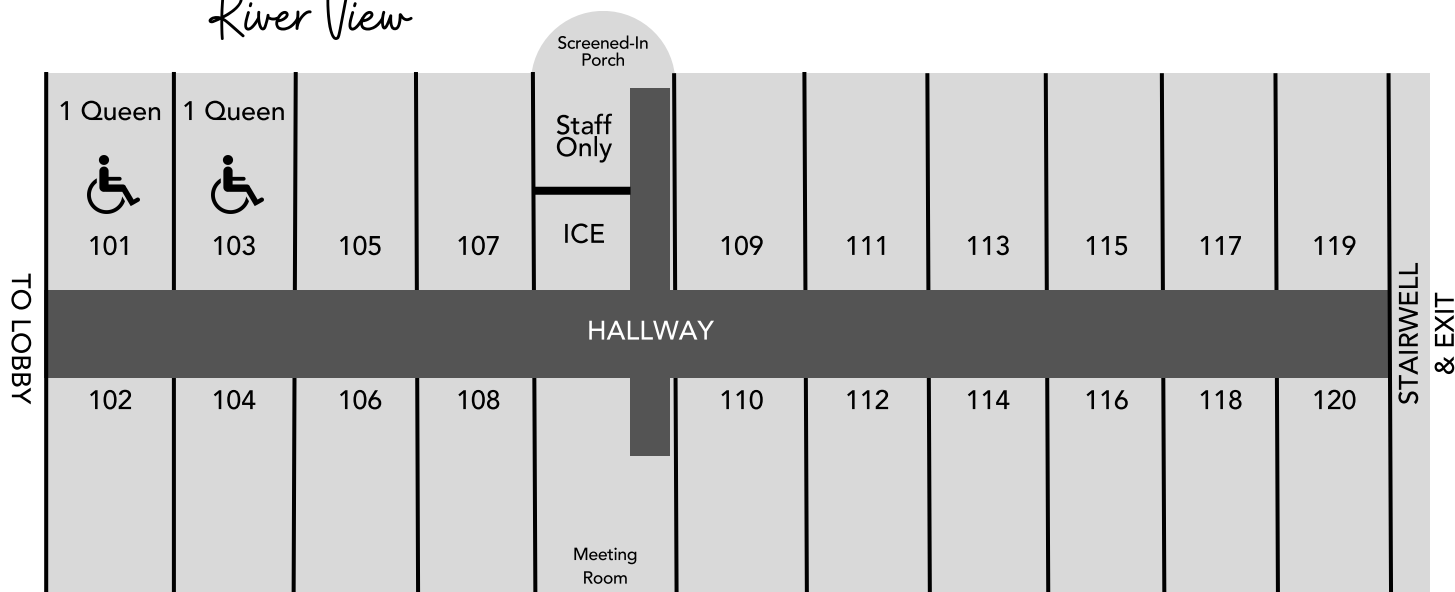 River View
Screened-In
Porch
1 Queen
1 Queen
Staff
Only
ICE
101
103
105
107
109
111
113
115
117
119
TO LOBBY
HALLWAY
STAIRWELL
& EXIT
102
104
106
108
110
112
114
116
118
120
Meeting
Room